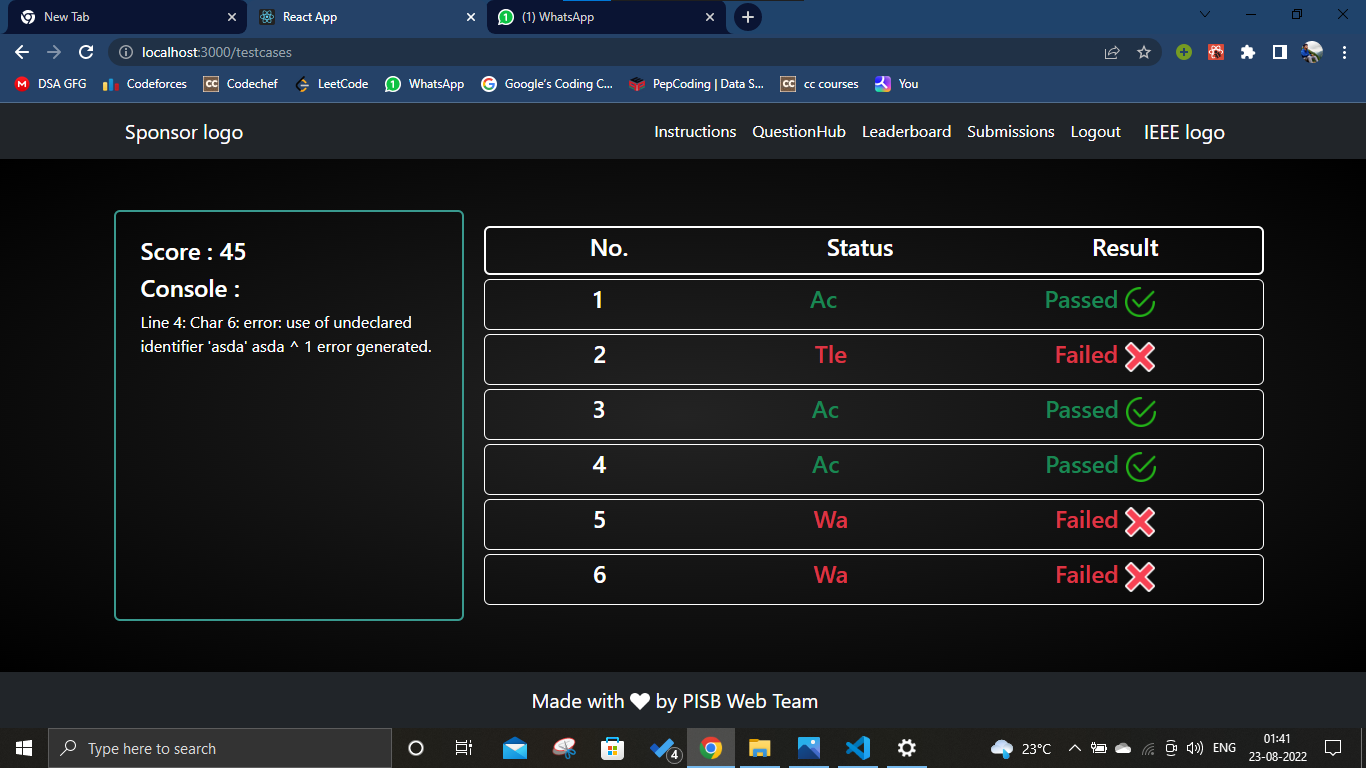 New Tab
React App
(1) WhatsApp
localhost:3000/testcases
DSA GFG
Codeforces
Codechef
LeetCode
WhatsApp
Google's Coding C...
PepCoding | Data S...
cc courses
You
Sponsor logo
Instructions
QuestionHub
Leaderboard
Submissions
Logout
IEEE logo
Score : 45
Console :
Line 4: Char 6: error: use of undeclared
identifier 'asda' asda ^ 1 error generated.
No. Status Result
1 Ac Passed
2 Tle Failed
3 Ac Passed
4 Ac Passed
5 Wa Failed
6 Wa Failed
Made with ❤ by PISB Web Team
Type here to search
4
23°C
ENG
01:41
23-08-2022